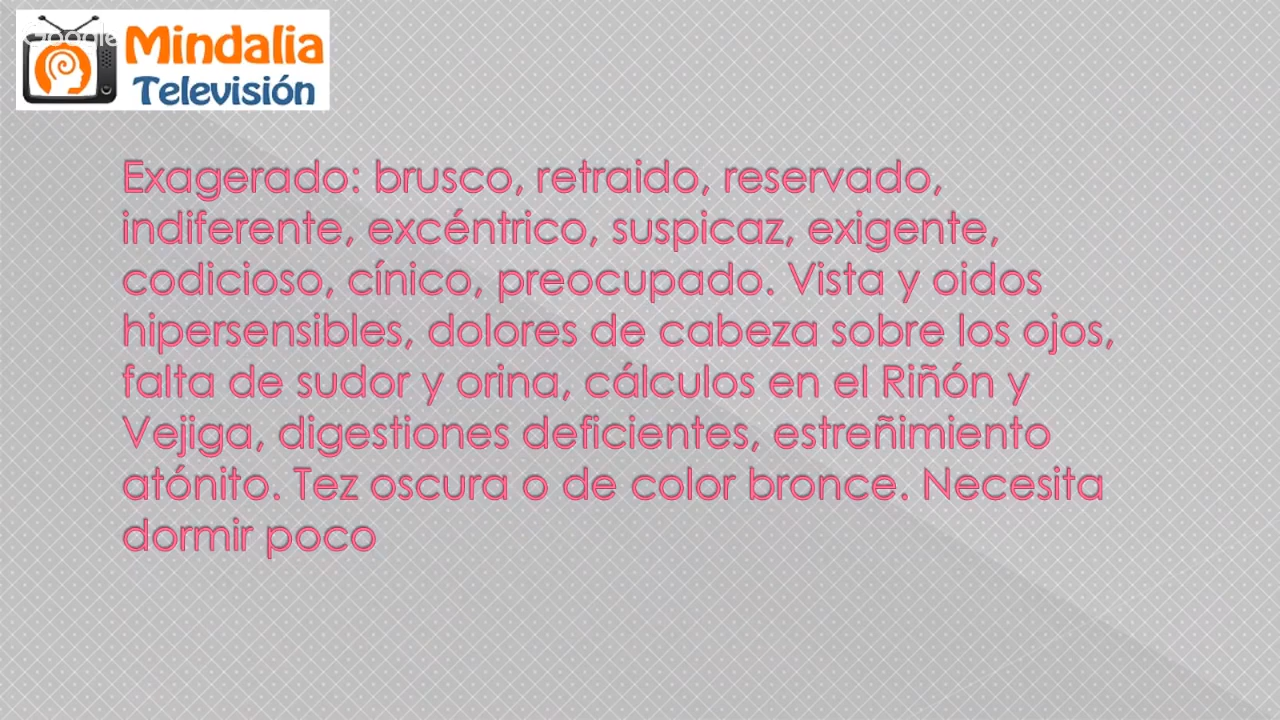 Google
Mindalia
Televisión
Exagerado: brusco, retraido, reservado,
indiferente, excéntrico, suspicaz, exigente,
codicioso, cínico, preocupado. Vista y oidos
hipersensibles, dolores de cabeza sobre los ojos,
falta de sudor y orina, cálculos en el Riñón y
Vejiga, digestiones deficientes, estreñimiento
atónito. Tez oscura o de color bronce. Necesita
dormir poco